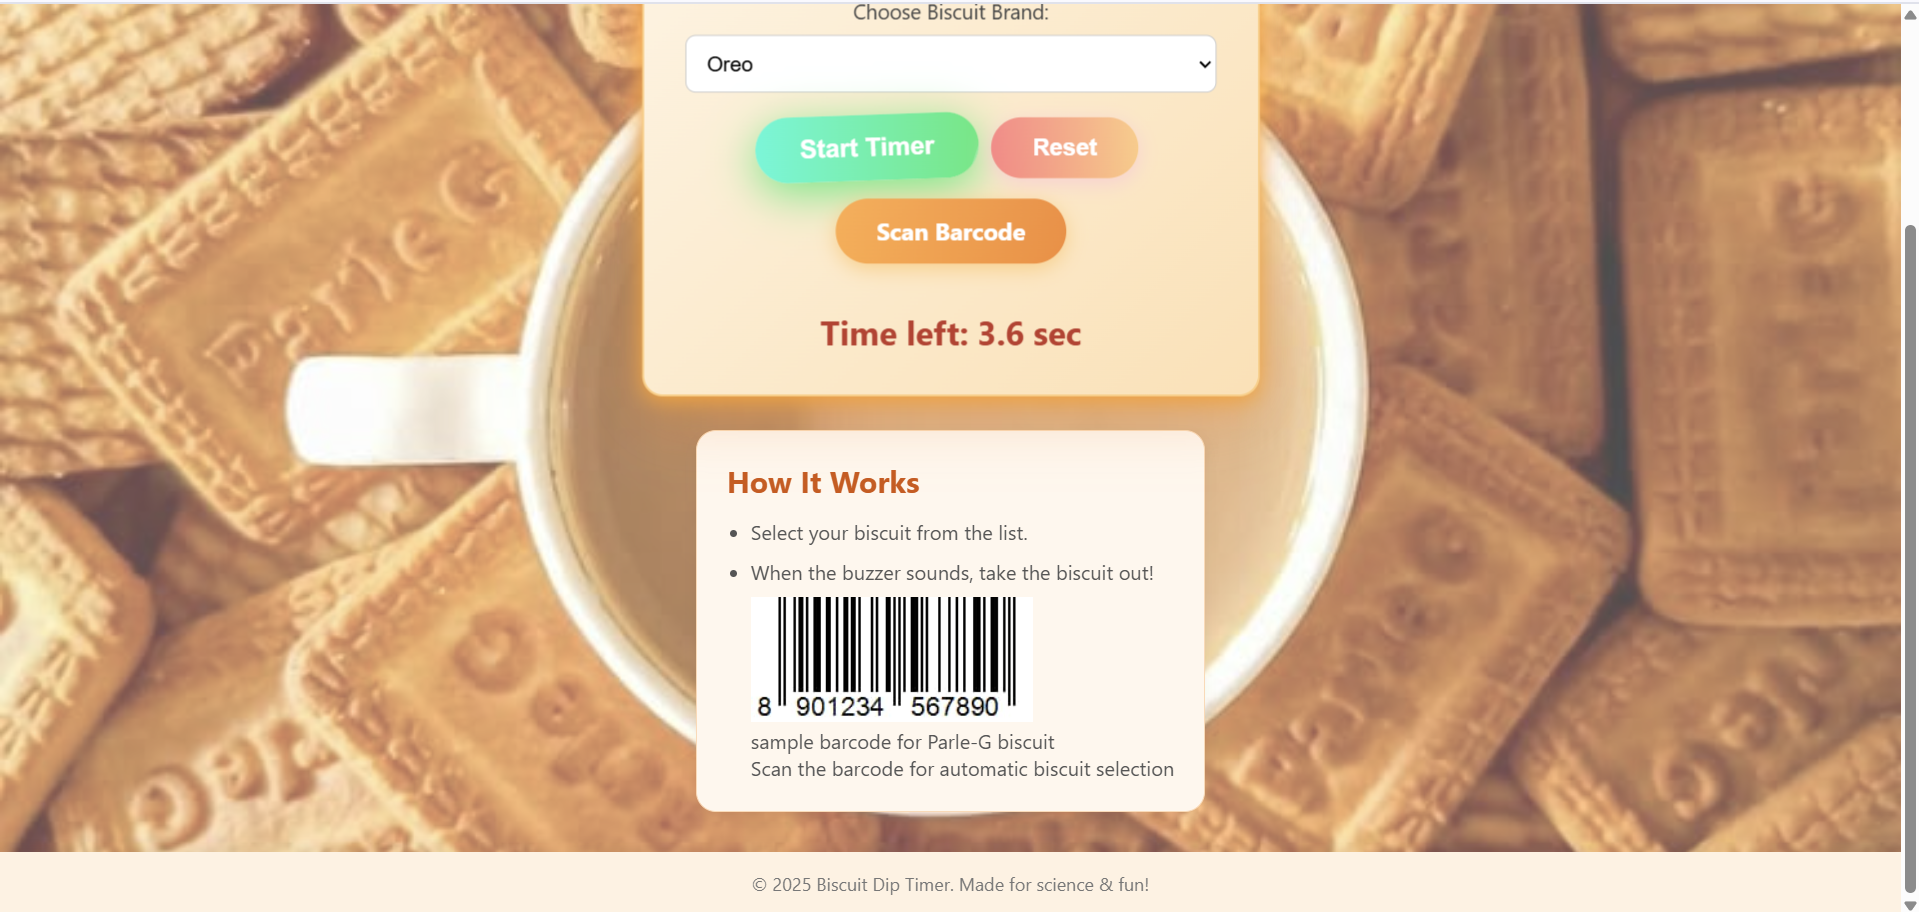 Choose Biscuit Brand:
Oreo
Start Timer
Reset
Scan Barcode
Time left: 3.6 sec
How It Works
Select your biscuit from the list.
When the buzzer sounds, take the biscuit out!
8 901234 567890
sample barcode for Parle-G biscuit
Scan the barcode for automatic biscuit selection
© 2025 Biscuit Dip Timer. Made for science & fun!
Parle G